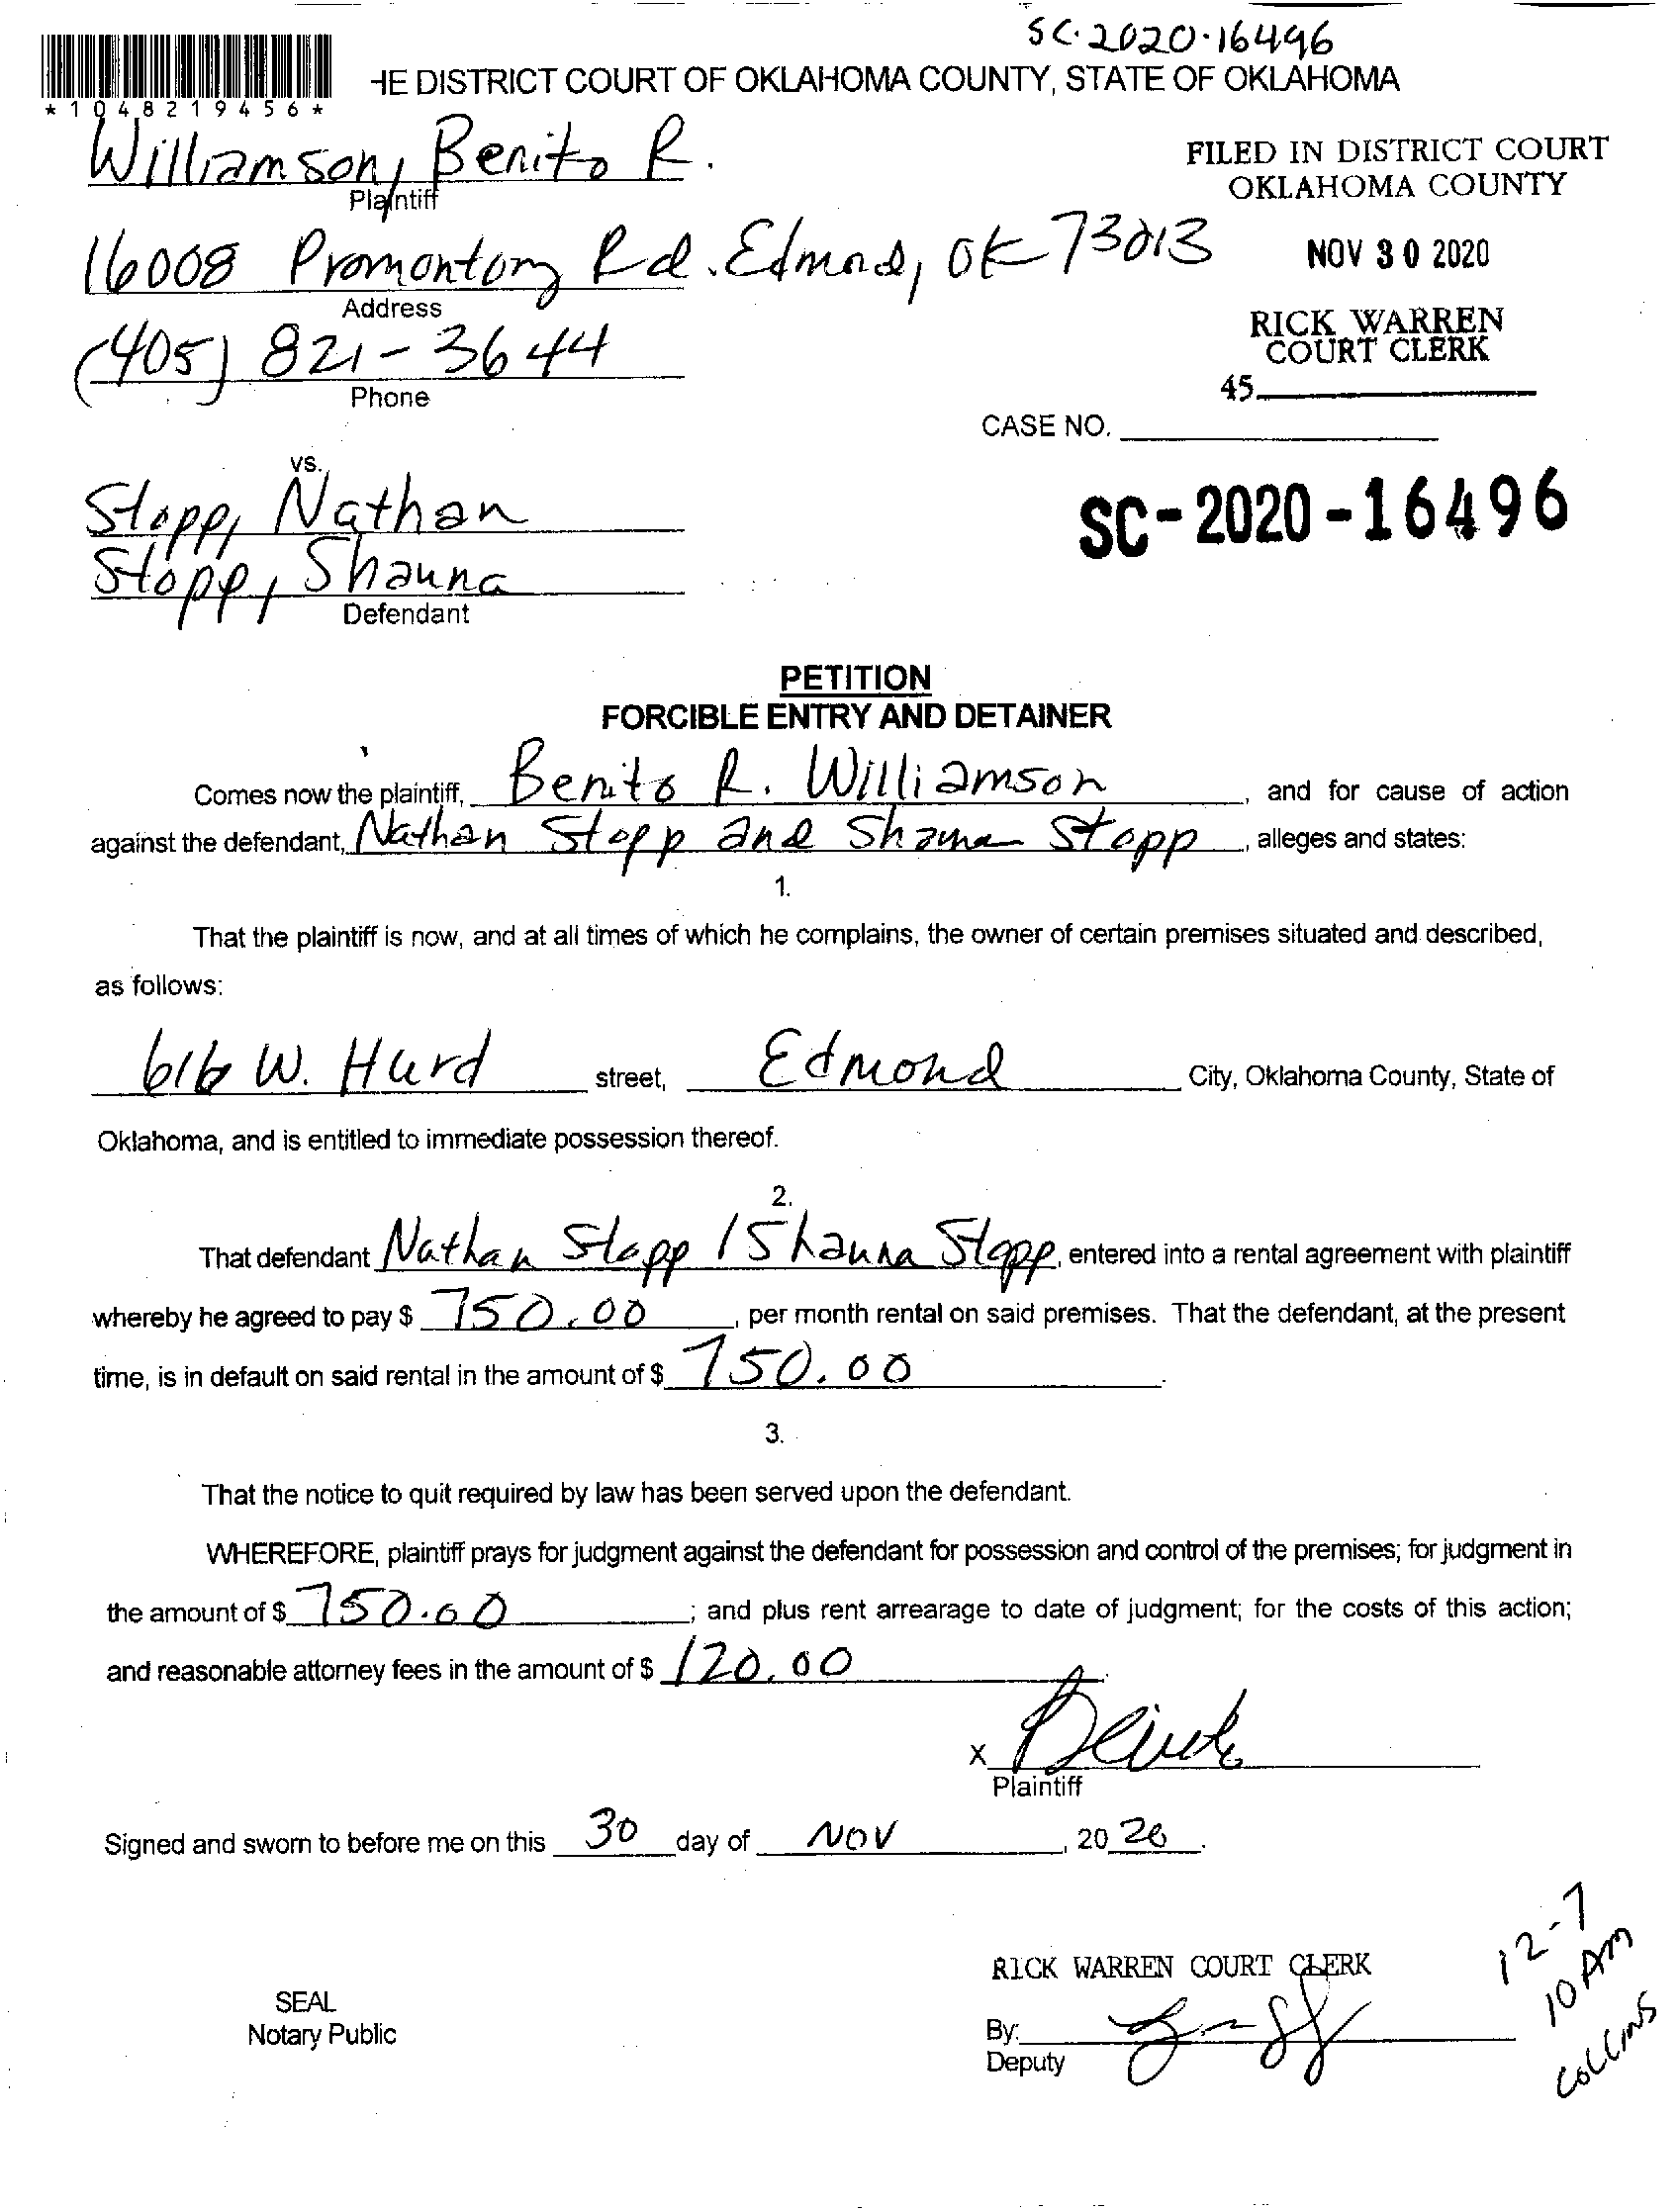 SC-2020-16496
HE DISTRICT COURT OF OKLAHOMA COUNTY, STATE OF OKLAHOMA
* 1 0 4 8 2 1 9 4 5 6 *
Williamson, Benito R.
Plaintiff
FILED IN DISTRICT COURT
OKLAHOMA COUNTY
16008 Promontory Rd. Edmond, OK 73013
Address
NOV 30 2020
(405) 821-3644
Phone
RICK WARREN
COURT CLERK
45
CASE NO.
vs.
Stopp, Nathan
Stopp, Shauna
Defendant
SC-2020-16496
PETITION
FORCIBLE ENTRY AND DETAINER
Comes now the plaintiff, Benito R. Williamson, and for cause of action
against the defendant, Nathan Stopp and Shauna Stopp, alleges and states:
1.
That the plaintiff is now, and at all times of which he complains, the owner of certain premises situated and described,
as follows:
616 W. Hurd street, Edmond City, Oklahoma County, State of
Oklahoma, and is entitled to immediate possession thereof.
2.
That defendant Nathan Stopp / Shauna Stopp, entered into a rental agreement with plaintiff
whereby he agreed to pay $ 750.00, per month rental on said premises. That the defendant, at the present
time, is in default on said rental in the amount of $ 750.00.
3.
That the notice to quit required by law has been served upon the defendant.
WHEREFORE, plaintiff prays for judgment against the defendant for possession and control of the premises; for judgment in
the amount of $ 750.00; and plus rent arrearage to date of judgment; for the costs of this action;
and reasonable attorney fees in the amount of $ 120.00.
X
Plaintiff
Signed and sworn to before me on this 30 day of NOV, 2020.
12-7
10 AM
COLLINS
RICK WARREN COURT CLERK
SEAL
Notary Public
By:
Deputy